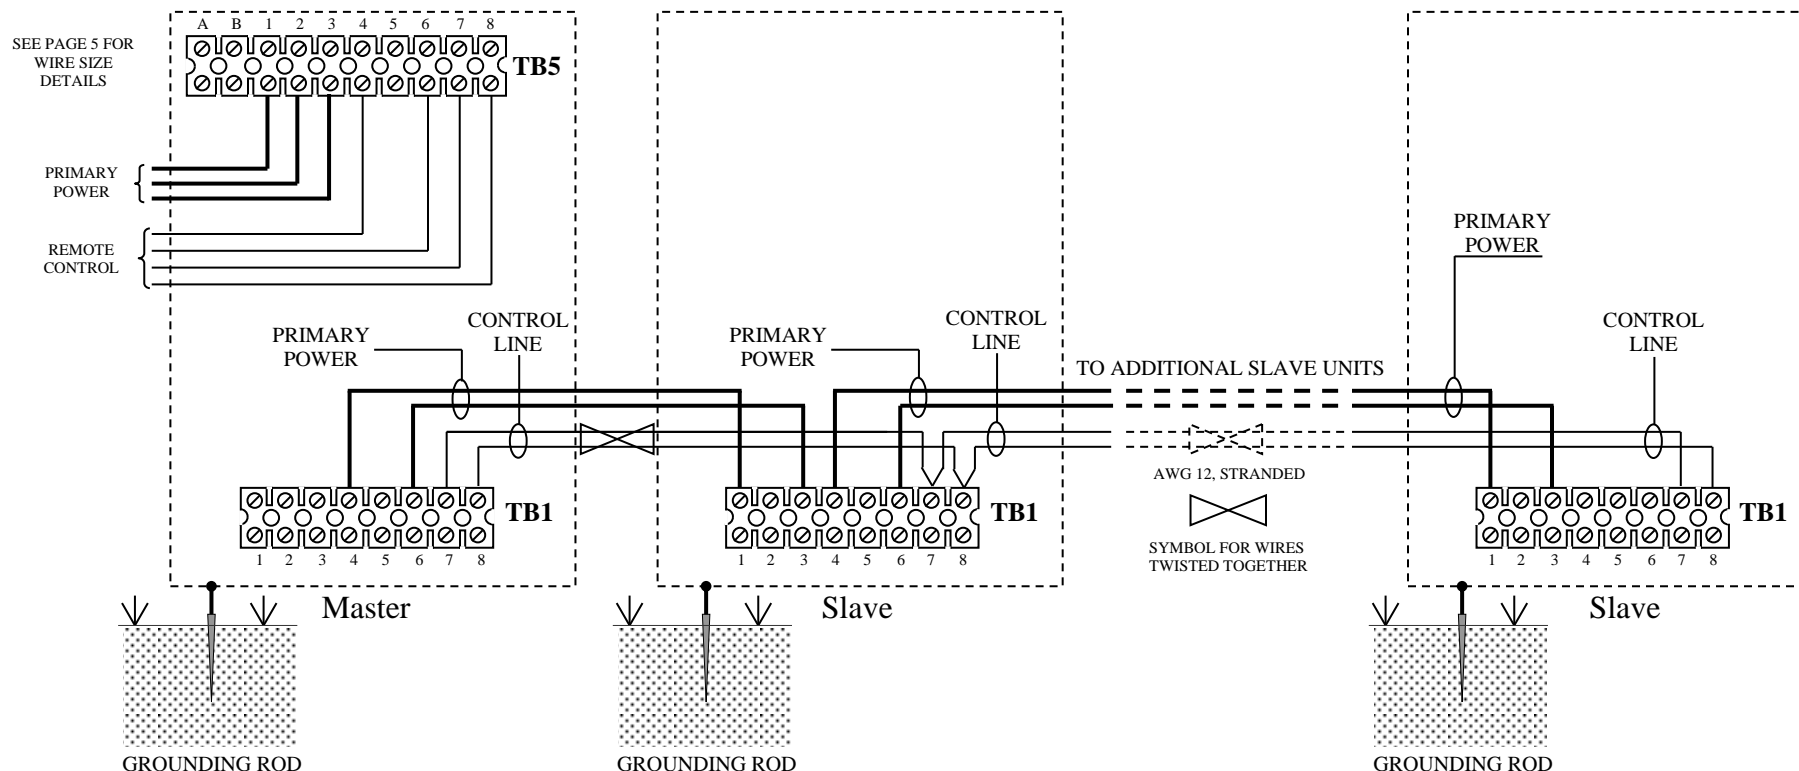 A B 1 2 3 4 5 6 7 8
SEE PAGE 5 FOR
WIRE SIZE
DETAILS
TB5
PRIMARY
POWER
REMOTE
CONTROL
PRIMARY
POWER
CONTROL
LINE
TB1
1 2 3 4 5 6 7 8
Master
GROUNDING ROD
PRIMARY
POWER
CONTROL
LINE
TB1
1 2 3 4 5 6 7 8
Slave
GROUNDING ROD
TO ADDITIONAL SLAVE UNITS
AWG 12, STRANDED
SYMBOL FOR WIRES
TWISTED TOGETHER
PRIMARY
POWER
CONTROL
LINE
TB1
1 2 3 4 5 6 7 8
Slave
GROUNDING ROD